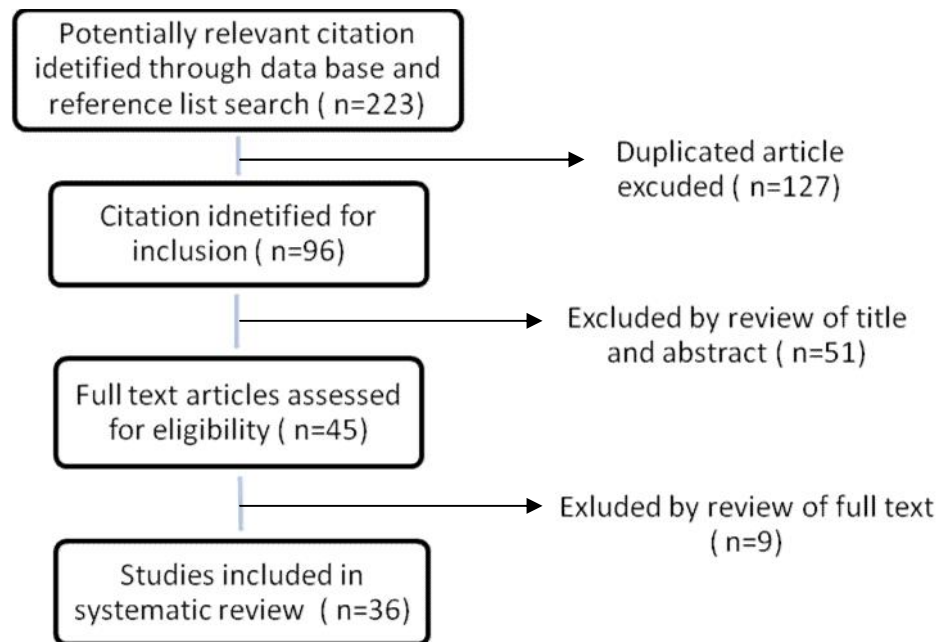 Potentially relevant citation
idetified through data base and
reference list search ( n=223)
Duplicated article
excuded ( n=127)
Citation idnetified for
inclusion ( n=96)
Excluded by review of title
and abstract ( n=51)
Full text articles assessed
for eligibility ( n=45)
Exluded by review of full text
( n=9)
Studies included in
systematic review ( n=36)